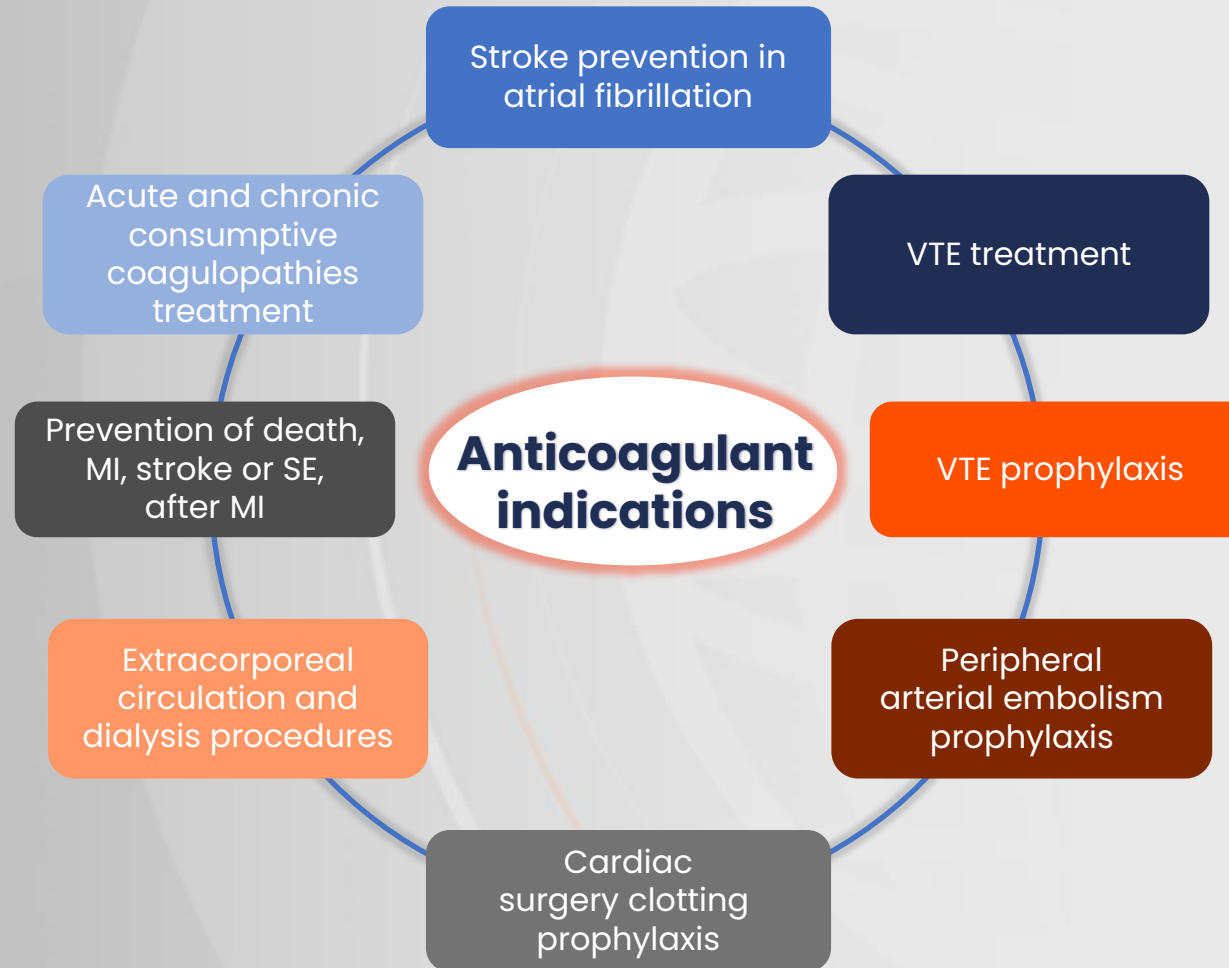 Stroke prevention in
atrial fibrillation
VTE treatment
VTE prophylaxis
Peripheral
arterial embolism
prophylaxis
Cardiac
surgery clotting
prophylaxis
Extracorporeal
circulation and
dialysis procedures
Prevention of death,
MI, stroke or SE,
after MI
Acute and chronic
consumptive
coagulopathies
treatment
Anticoagulant
indications